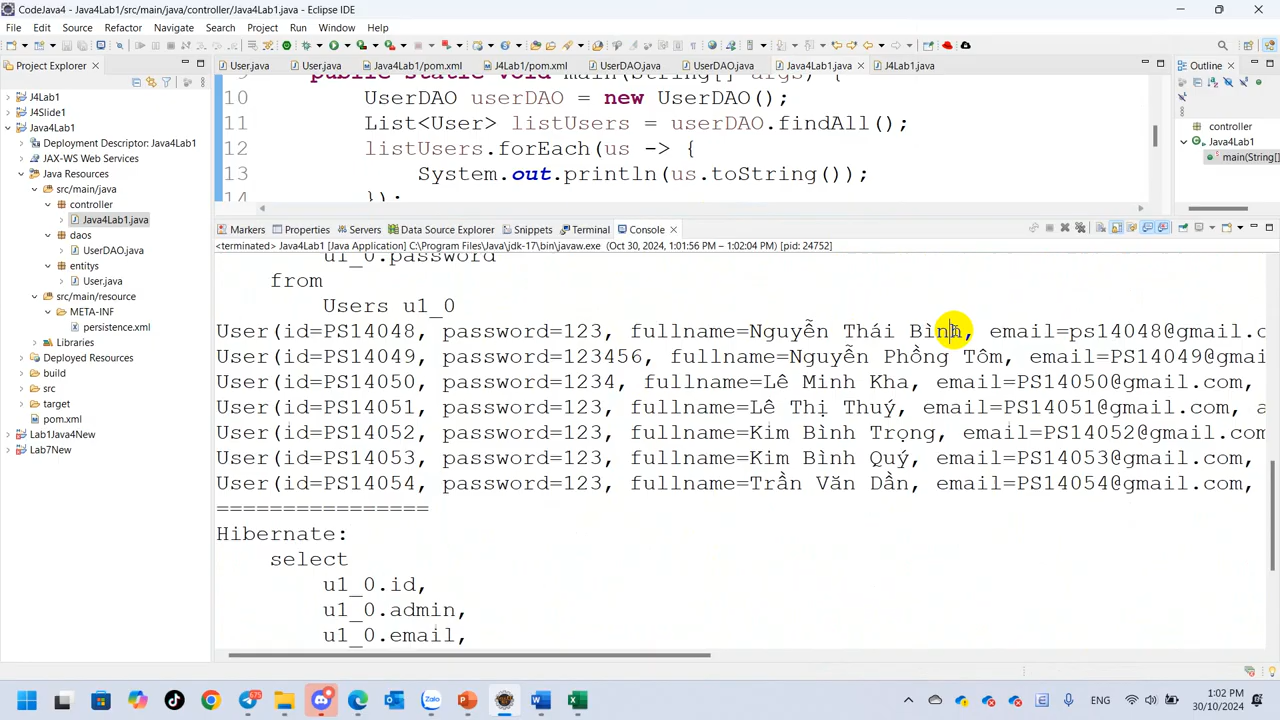 CodeJava4 - Java4Lab1/src/main/java/controller/Java4Lab1.java - Eclipse IDE
File Edit Source Refactor Navigate Search Project Run Window Help
Project Explorer
User.java User.java Java4Lab1/pom.xml J4Lab1/pom.xml UserDAO.java UserDAO.java Java4Lab1.java J4Lab1.java
Outline
J4Lab1
J4Slide1
Java4Lab1
Deployment Descriptor: Java4Lab1
JAX-WS Web Services
Java Resources
src/main/java
controller
Java4Lab1.java
daos
UserDAO.java
entitys
User.java
src/main/resource
META-INF
persistence.xml
Libraries
Deployed Resources
build
src
target
pom.xml
Lab1Java4New
Lab7New
public static void main(String[] args) {
10 UserDAO userDAO = new UserDAO();
11 List<User> listUsers = userDAO.findAll();
12 listUsers.forEach(us -> {
13 System.out.println(us.toString());
14 });
controller
Java4Lab1
main(String[]
Markers Properties Servers Data Source Explorer Snippets Terminal Console
<terminated> Java4Lab1 [Java Application] C:\Program Files\Java\jdk-17\bin\javaw.exe (Oct 30, 2024, 1:01:56 PM - 1:02:04 PM) [pid: 24752]
u1_0.password
from
Users u1_0
User(id=PS14048, password=123, fullname=Nguyễn Thái Bình, email=ps14048@gmail.c
User(id=PS14049, password=123456, fullname=Nguyễn Phồng Tôm, email=PS14049@gmai
User(id=PS14050, password=1234, fullname=Lê Minh Kha, email=PS14050@gmail.com,
User(id=PS14051, password=123, fullname=Lê Thị Thuý, email=PS14051@gmail.com, a
User(id=PS14052, password=123, fullname=Kim Bình Trọng, email=PS14052@gmail.com
User(id=PS14053, password=123, fullname=Kim Bình Quý, email=PS14053@gmail.com,
User(id=PS14054, password=123, fullname=Trần Văn Dần, email=PS14054@gmail.com,
================
Hibernate:
select
u1_0.id,
u1_0.admin,
u1_0.email,
ENG
1:02 PM
30/10/2024